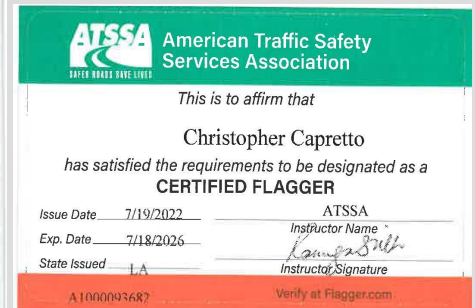 ATSSA
SAFER ROADS SAVE LIVES
American Traffic Safety
Services Association
This is to affirm that
Christopher Capretto
has satisfied the requirements to be designated as a
CERTIFIED FLAGGER
Issue Date 7/19/2022 ATSSA
Instructor Name
Exp. Date 7/18/2026
State Issued LA Instructor Signature
A1000093682 Verify at Flagger.com